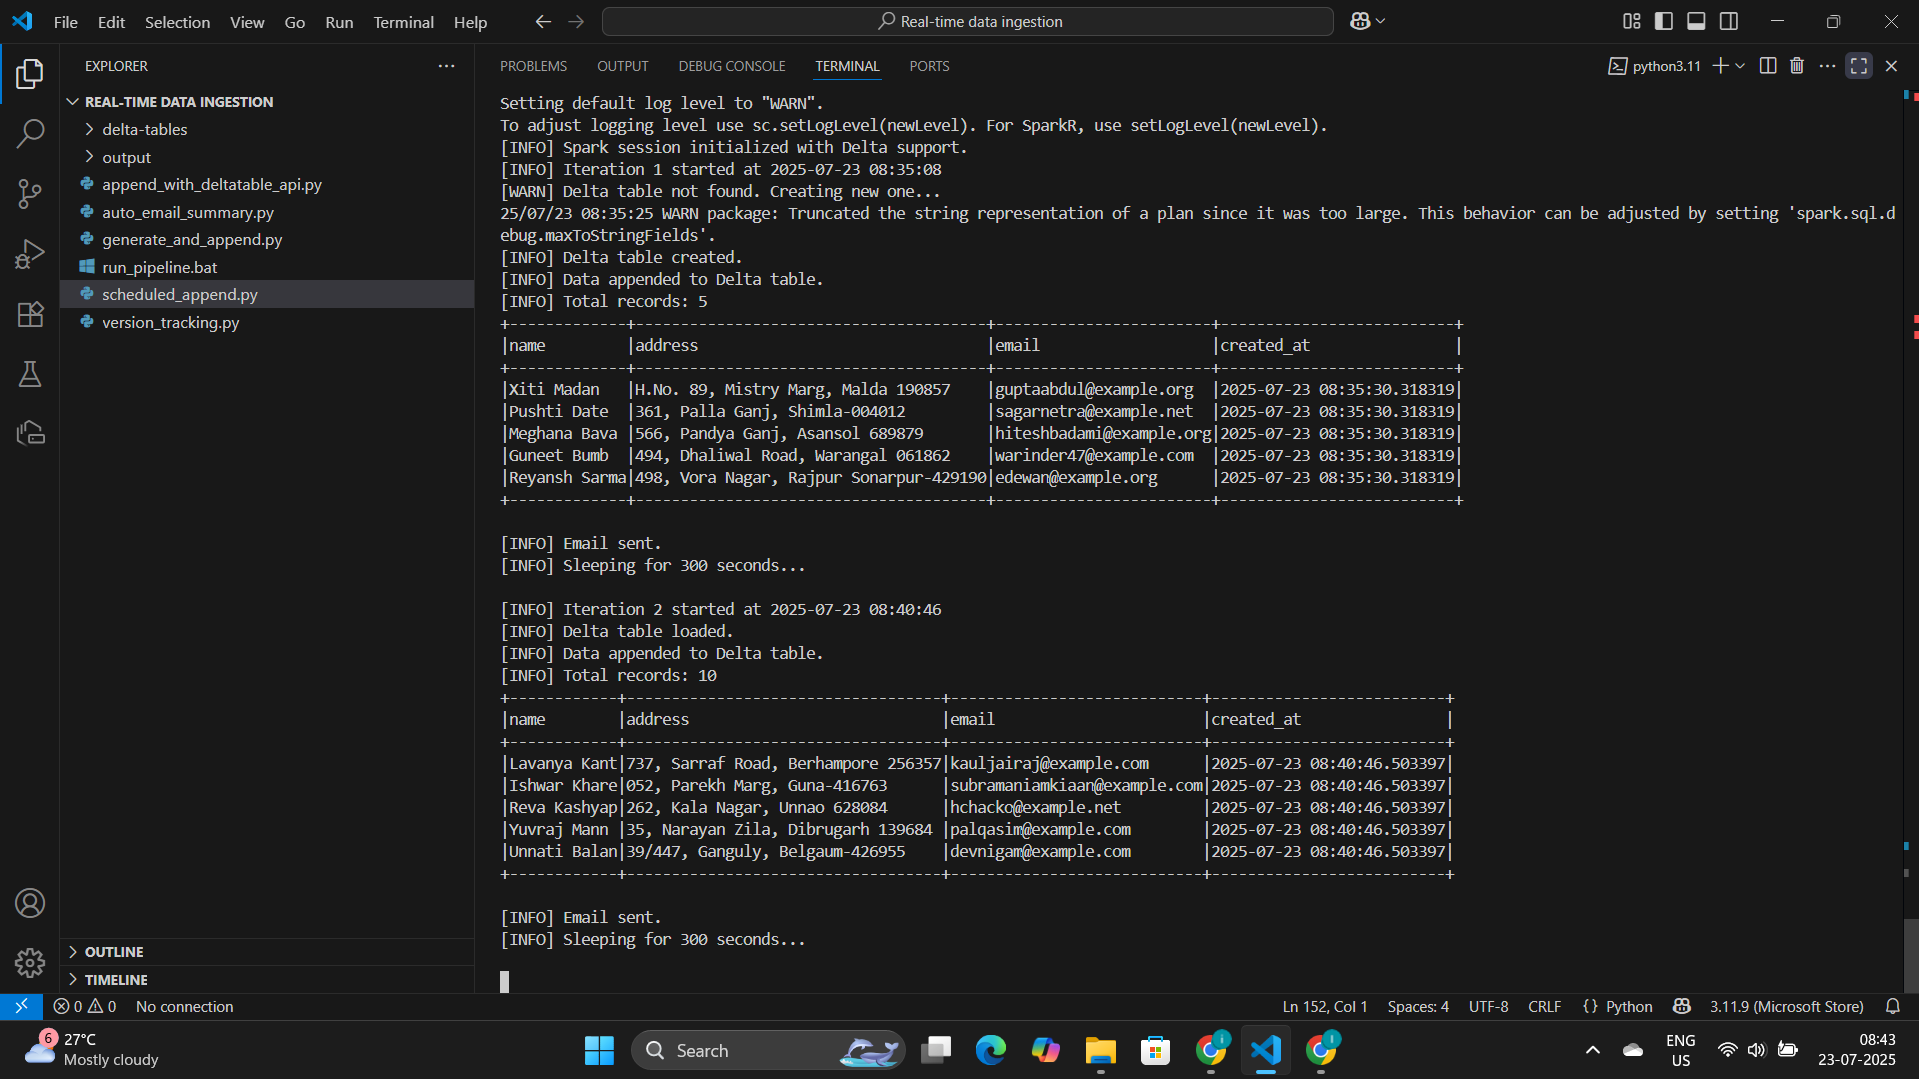 File Edit Selection View Go Run Terminal Help
Real-time data ingestion
EXPLORER
REAL-TIME DATA INGESTION
delta-tables
output
append_with_deltatable_api.py
auto_email_summary.py
generate_and_append.py
run_pipeline.bat
scheduled_append.py
version_tracking.py
OUTLINE
TIMELINE
PROBLEMS OUTPUT DEBUG CONSOLE TERMINAL PORTS
python3.11
Setting default log level to "WARN".
To adjust logging level use sc.setLogLevel(newLevel). For SparkR, use setLogLevel(newLevel).
[INFO] Spark session initialized with Delta support.
[INFO] Iteration 1 started at 2025-07-23 08:35:08
[WARN] Delta table not found. Creating new one...
25/07/23 08:35:25 WARN package: Truncated the string representation of a plan since it was too large. This behavior can be adjusted by setting 'spark.sql.d
ebug.maxToStringFields'.
[INFO] Delta table created.
[INFO] Data appended to Delta table.
[INFO] Total records: 5
+-------------+---------------------------------------+------------------------+--------------------------+
|name         |address                                |email                   |created_at                |
+-------------+---------------------------------------+------------------------+--------------------------+
|Xiti Madan   |H.No. 89, Mistry Marg, Malda 190857    |guptaabdul@example.org  |2025-07-23 08:35:30.318319|
|Pushti Date  |361, Palla Ganj, Shimla-004012         |sagarnetra@example.net  |2025-07-23 08:35:30.318319|
|Meghana Bava |566, Pandya Ganj, Asansol 689879       |hiteshbadami@example.org|2025-07-23 08:35:30.318319|
|Guneet Bumb  |494, Dhaliwal Road, Warangal 061862    |warinder47@example.com  |2025-07-23 08:35:30.318319|
|Reyansh Sarma|498, Vora Nagar, Rajpur Sonarpur-429190|edewan@example.org      |2025-07-23 08:35:30.318319|
+-------------+---------------------------------------+------------------------+--------------------------+
[INFO] Email sent.
[INFO] Sleeping for 300 seconds...
[INFO] Iteration 2 started at 2025-07-23 08:40:46
[INFO] Delta table loaded.
[INFO] Data appended to Delta table.
[INFO] Total records: 10
+------------+-----------------------------------+----------------------------+--------------------------+
|name        |address                            |email                       |created_at                |
+------------+-----------------------------------+----------------------------+--------------------------+
|Lavanya Kant|737, Sarraf Road, Berhampore 256357|kauljairaj@example.com      |2025-07-23 08:40:46.503397|
|Ishwar Khare|052, Parekh Marg, Guna-416763      |subramaniamkiaan@example.com|2025-07-23 08:40:46.503397|
|Reva Kashyap|262, Kala Nagar, Unnao 628084      |hchacko@example.net         |2025-07-23 08:40:46.503397|
|Yuvraj Mann |35, Narayan Zila, Dibrugarh 139684 |palqasim@example.com        |2025-07-23 08:40:46.503397|
|Unnati Balan|39/447, Ganguly, Belgaum-426955    |devnigam@example.com        |2025-07-23 08:40:46.503397|
+------------+-----------------------------------+----------------------------+--------------------------+
[INFO] Email sent.
[INFO] Sleeping for 300 seconds...
0 0 No connection
Ln 152, Col 1 Spaces: 4 UTF-8 CRLF {} Python 3.11.9 (Microsoft Store)
6
27°C
Mostly cloudy
Search
ENG
US
08:43
23-07-2025